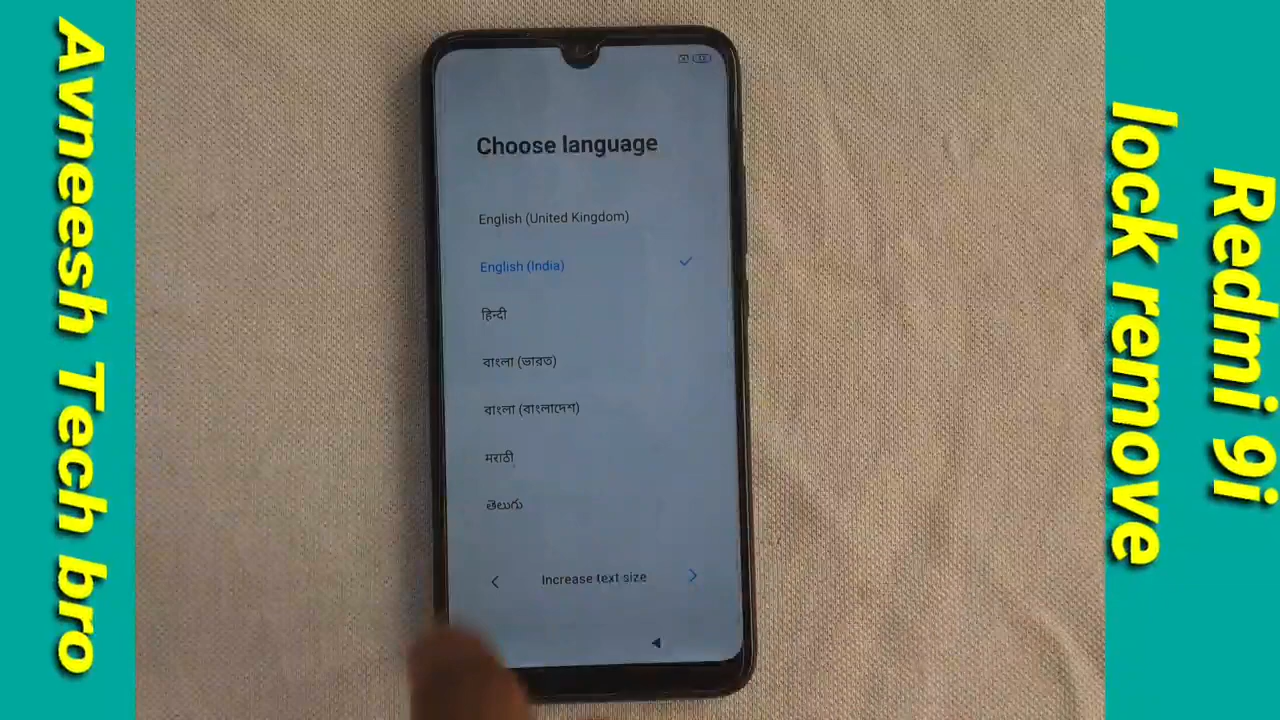 Avneesh Tech bro
Choose language
English (United Kingdom)
English (India)
हिन्दी
বাংলা (ভারত)
বাংলা (বাংলাদেশ)
मराठी
తెలుగు
Increase text size
Redmi 9i
lock remove